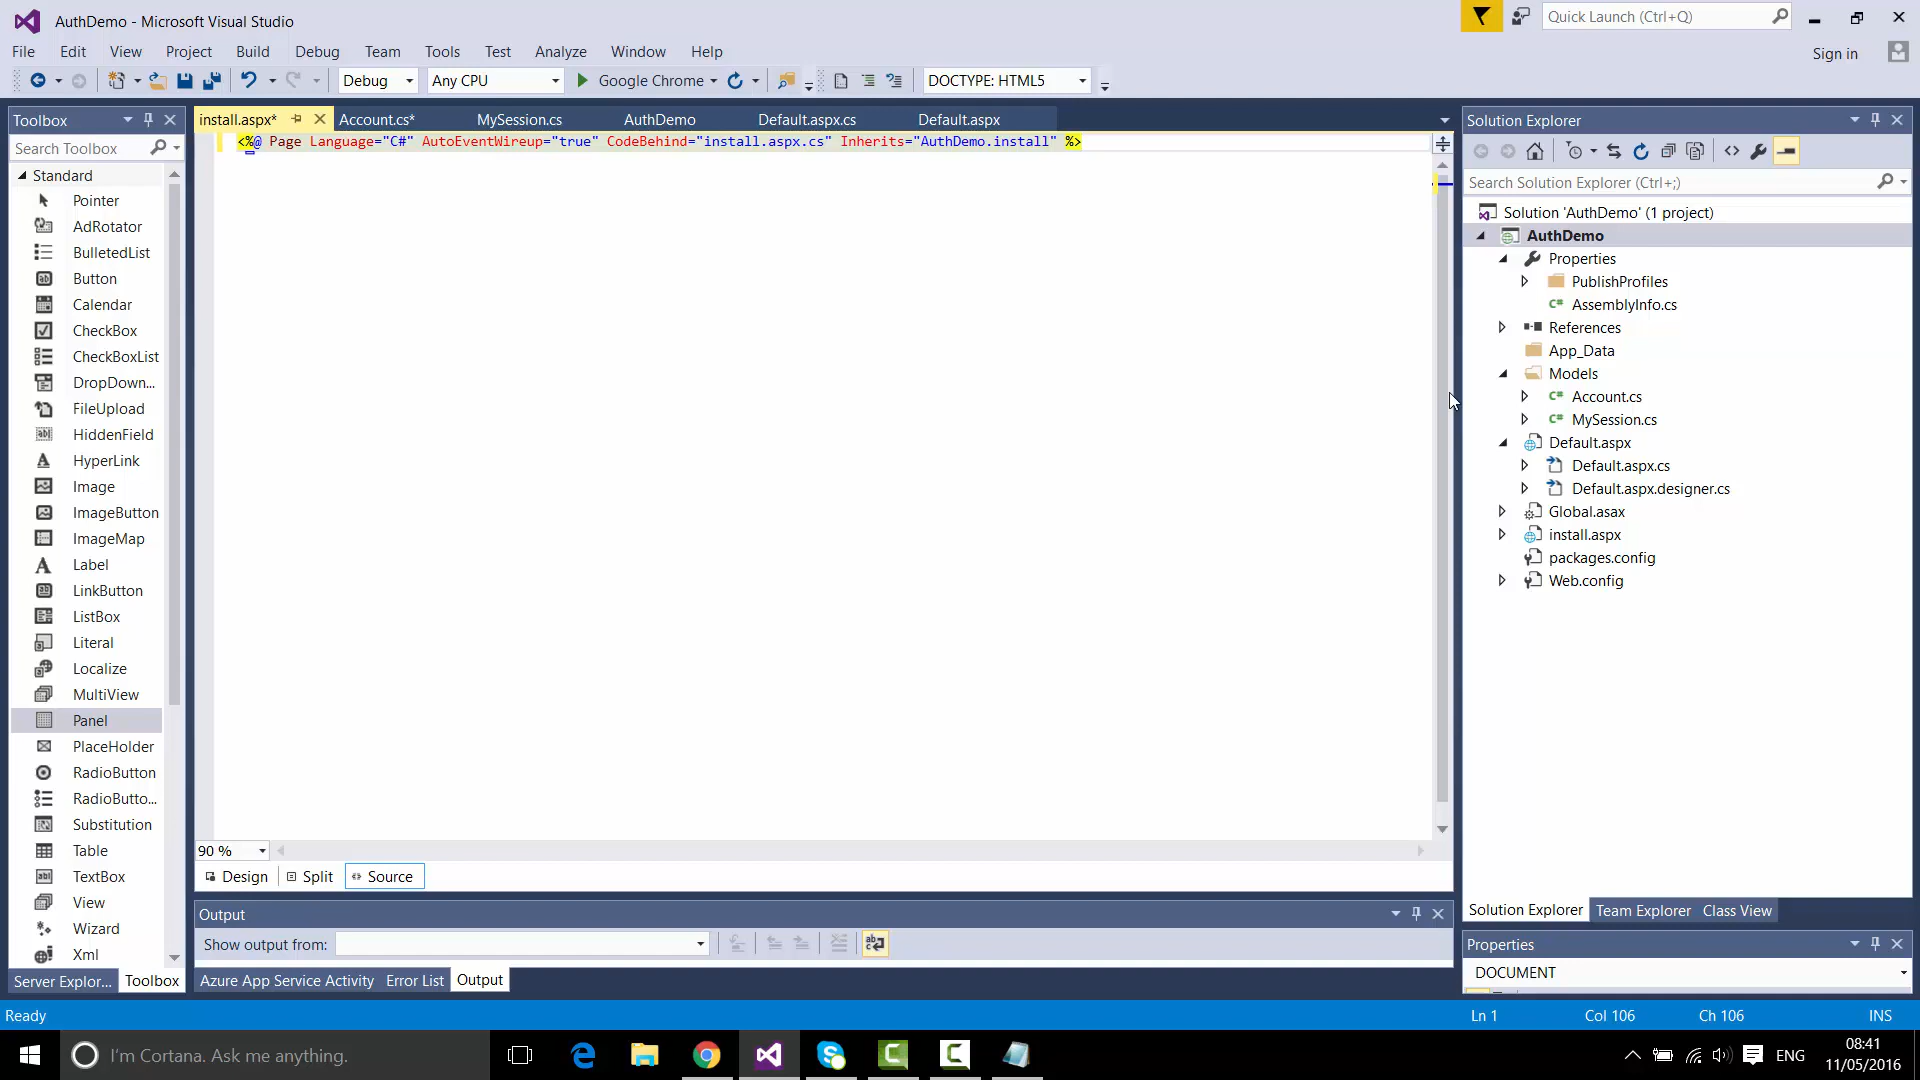 AuthDemo - Microsoft Visual Studio
Quick Launch (Ctrl+Q)
File Edit View Project Build Debug Team Tools Test Analyze Window Help
Sign in
Debug Any CPU Google Chrome DOCTYPE: HTML5
Toolbox
Search Toolbox
Standard
Pointer
AdRotator
BulletedList
Button
Calendar
CheckBox
CheckBoxList
DropDown...
FileUpload
HiddenField
HyperLink
Image
ImageButton
ImageMap
Label
LinkButton
ListBox
Literal
Localize
MultiView
Panel
PlaceHolder
RadioButton
RadioButto...
Substitution
Table
TextBox
View
Wizard
Xml
Server Explor... Toolbox
install.aspx* Account.cs* MySession.cs AuthDemo Default.aspx.cs Default.aspx
<%@ Page Language="C#" AutoEventWireup="true" CodeBehind="install.aspx.cs" Inherits="AuthDemo.install" %>
90 %
Design Split Source
Output
Show output from:
Azure App Service Activity Error List Output
Solution Explorer
Search Solution Explorer (Ctrl+;)
Solution 'AuthDemo' (1 project)
AuthDemo
Properties
PublishProfiles
C# AssemblyInfo.cs
References
App_Data
Models
C# Account.cs
C# MySession.cs
Default.aspx
Default.aspx.cs
Default.aspx.designer.cs
Global.asax
install.aspx
packages.config
Web.config
Solution Explorer Team Explorer Class View
Properties
DOCUMENT
Ready Ln 1 Col 106 Ch 106 INS
I'm Cortana. Ask me anything.
ENG
08:41
11/05/2016